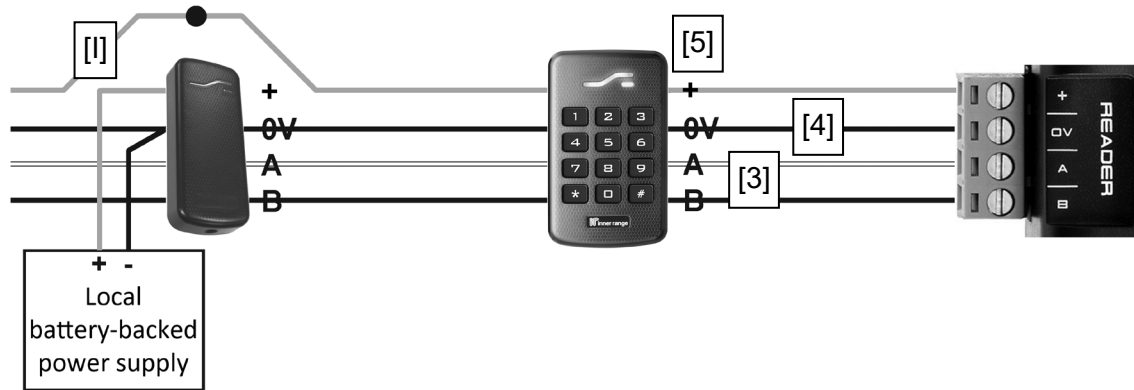 [I]
[5]
+
+
0V
0V
[4]
A
A
[3]
B
B
1 2 3
4 5 6
7 8 9
* 0 #
inner range
+
0V
A
B
READER
+ -
Local
battery-backed
power supply